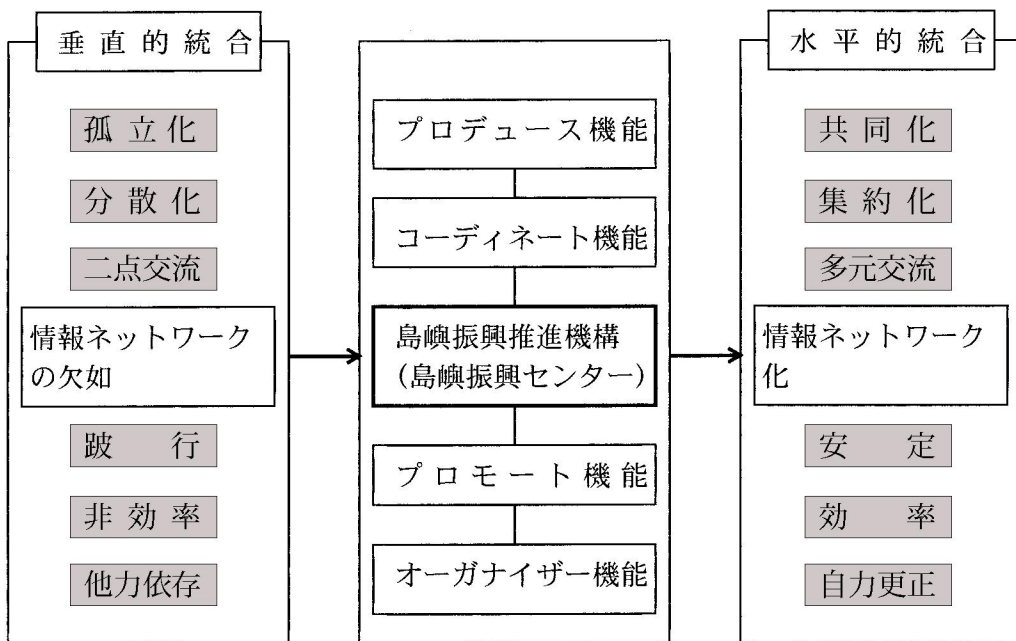 垂直的統合
孤立化
分散化
二点交流
情報ネットワーク
の欠如
跛行
非効率
他力依存
プロデュース機能
コーディネート機能
島嶼振興推進機構
(島嶼振興センター)
プロモート機能
オーガナイザー機能
水平的統合
共同化
集約化
多元交流
情報ネットワーク
化
安定
効率
自力更正